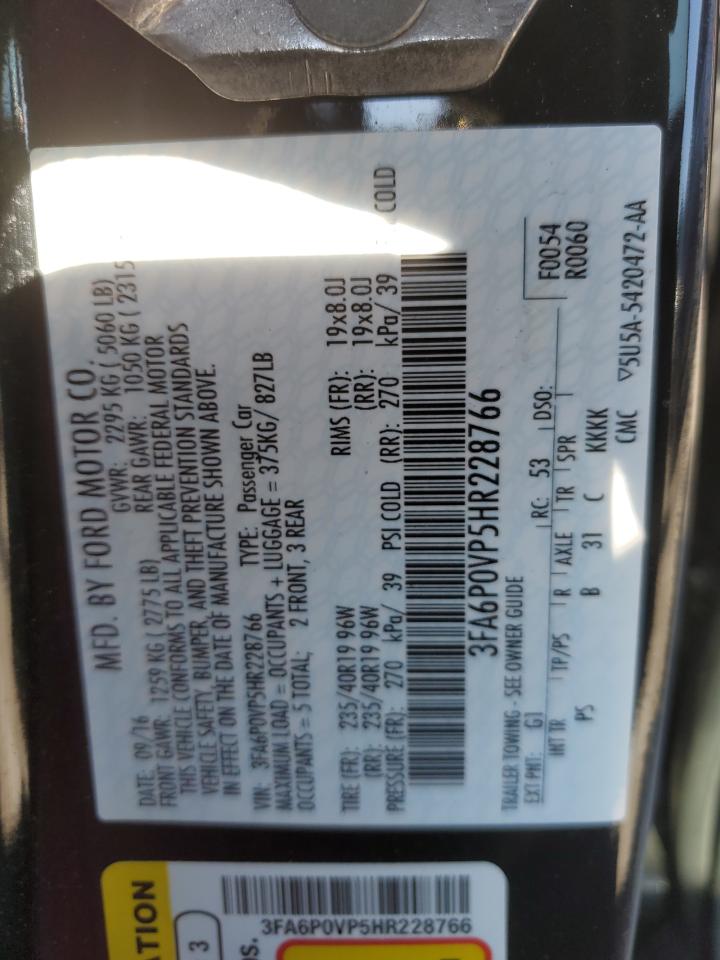 MFD. BY FORD MOTOR CO.
DATE: 09/16 GVWR: 2295 KG ( 5060 LB)
FRONT GAWR: 1259 KG ( 2775 LB) REAR GAWR: 1050 KG ( 2315
THIS VEHICLE CONFORMS TO ALL APPLICABLE FEDERAL MOTOR
VEHICLE SAFETY, BUMPER, AND THEFT PREVENTION STANDARDS
IN EFFECT ON THE DATE OF MANUFACTURE SHOWN ABOVE.
VIN: 3FA6P0VP5HR228766 TYPE: Passenger Car
MAXIMUM LOAD = OCCUPANTS + LUGGAGE = 375KG/ 827LB
OCCUPANTS = 5 TOTAL; 2 FRONT, 3 REAR
TIRE (FR): 235/40R19 96W RIMS (FR): 19x8.0J
(RR): 235/40R19 96W (RR): 19x8.0J
PRESSURE (FR): 270 kPa/ 39 PSI COLD (RR): 270 kPa/ 39 COLD
3FA6P0VP5HR228766
TRAILER TOWING - SEE OWNER GUIDE
EXT PNT: G1 RC: 53 DSO: F0054
R0060
INT TR TP/PS R AXLE TR SPR
PS B 31 C KKKK
CMC ▽5U5A-5420472-AA
3FA6P0VP5HR228766
3